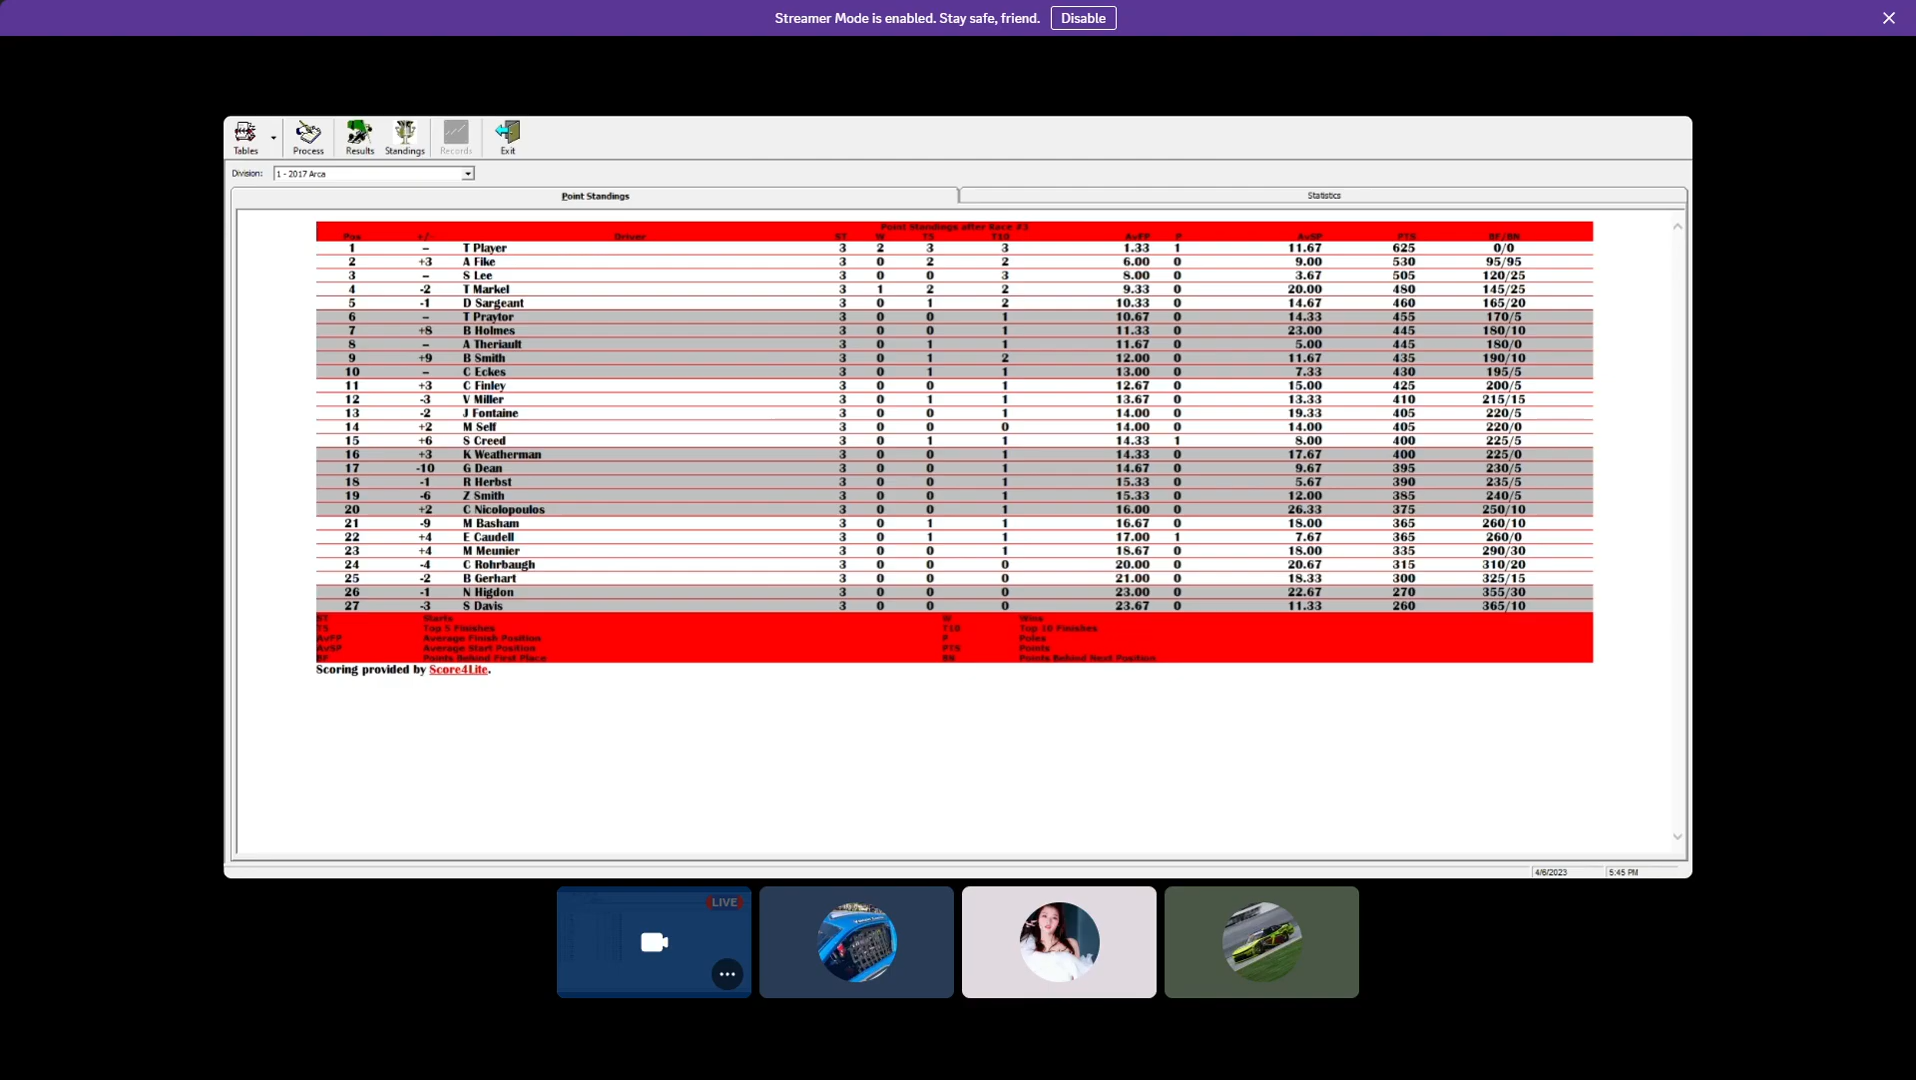 Streamer Mode is enabled. Stay safe, friend. Disable
Tables Process Results Standings Records Exit
Division: 1 - 2017 Arca
Point Standings Statistics
Point Standings after Race #3
Pos +/- Driver ST W T5 T10 AvFP P AvSP PTS BF/BN
1 – T Player 3 2 3 3 1.33 1 11.67 625 0/0
2 +3 A Fike 3 0 2 2 6.00 0 9.00 530 95/95
3 – S Lee 3 0 0 3 8.00 0 3.67 505 120/25
4 -2 T Markel 3 1 2 2 9.33 0 20.00 480 145/25
5 -1 D Sargeant 3 0 1 2 10.33 0 14.67 460 165/20
6 – T Praytor 3 0 0 1 10.67 0 14.33 455 170/5
7 +8 B Holmes 3 0 0 1 11.33 0 23.00 445 180/10
8 – A Theriault 3 0 1 1 11.67 0 5.00 445 180/0
9 +9 B Smith 3 0 1 2 12.00 0 11.67 435 190/10
10 – C Eckes 3 0 1 1 13.00 0 7.33 430 195/5
11 +3 C Finley 3 0 0 1 12.67 0 15.00 425 200/5
12 -3 V Miller 3 0 1 1 13.67 0 13.33 410 215/15
13 -2 J Fontaine 3 0 0 1 14.00 0 19.33 405 220/5
14 +2 M Self 3 0 0 0 14.00 0 14.00 405 220/0
15 +6 S Creed 3 0 1 1 14.33 1 8.00 400 225/5
16 +3 K Weatherman 3 0 0 1 14.33 0 17.67 400 225/0
17 -10 G Dean 3 0 0 1 14.67 0 9.67 395 230/5
18 -1 R Herbst 3 0 0 1 15.33 0 5.67 390 235/5
19 -6 Z Smith 3 0 0 1 15.33 0 12.00 385 240/5
20 +2 C Nicolopoulos 3 0 0 1 16.00 0 26.33 375 250/10
21 -9 M Basham 3 0 1 1 16.67 0 18.00 365 260/10
22 +4 E Caudell 3 0 1 1 17.00 1 7.67 365 260/0
23 +4 M Meunier 3 0 0 1 18.67 0 18.00 335 290/30
24 -4 C Rohrbaugh 3 0 0 0 20.00 0 20.67 315 310/20
25 -2 B Gerhart 3 0 0 0 21.00 0 18.33 300 325/15
26 -1 N Higdon 3 0 0 0 23.00 0 22.67 270 355/30
27 -3 S Davis 3 0 0 0 23.67 0 11.33 260 365/10
ST Starts W Wins
T5 Top 5 Finishes T10 Top 10 Finishes
AvFP Average Finish Position P Poles
AvSP Average Start Position PTS Points
BF Points Behind First Place BN Points Behind Next Position
Scoring provided by Score4Lite.
4/6/2023 5:45 PM
LIVE